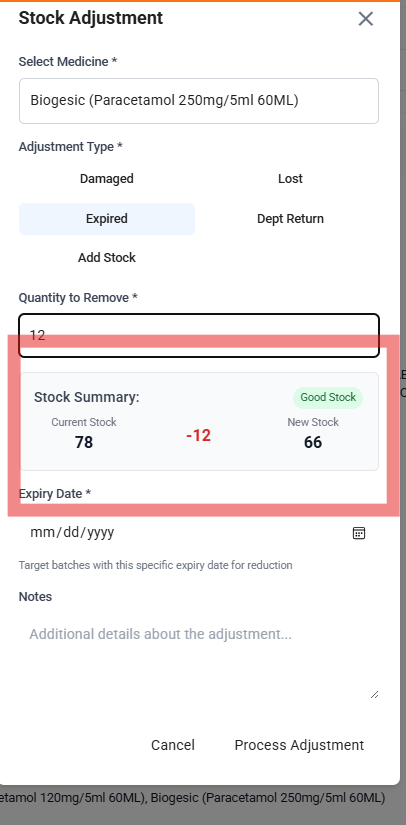 Stock Adjustment
Select Medicine *
Biogesic (Paracetamol 250mg/5ml 60ML)
Adjustment Type *
Damaged
Lost
Expired
Dept Return
Add Stock
Quantity to Remove *
12
Stock Summary:
Good Stock
Current Stock
New Stock
78
-12
66
Expiry Date *
mm/dd/yyyy
Target batches with this specific expiry date for reduction
Notes
Additional details about the adjustment...
Cancel
Process Adjustment
etamol 120mg/5ml 60ML), Biogesic (Paracetamol 250mg/5ml 60ML)